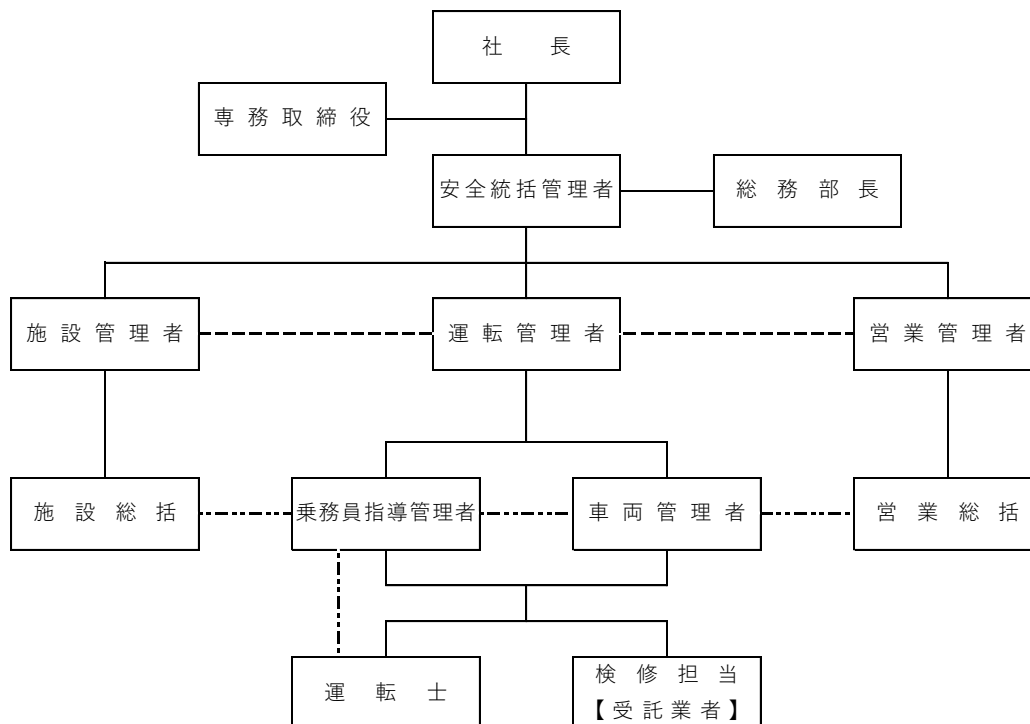 社長
専務取締役
安全統括管理者
総務部長
施設管理者
運転管理者
営業管理者
施設総括
乗務員指導管理者
車両管理者
営業総括
運転士
検修担当
【受託業者】